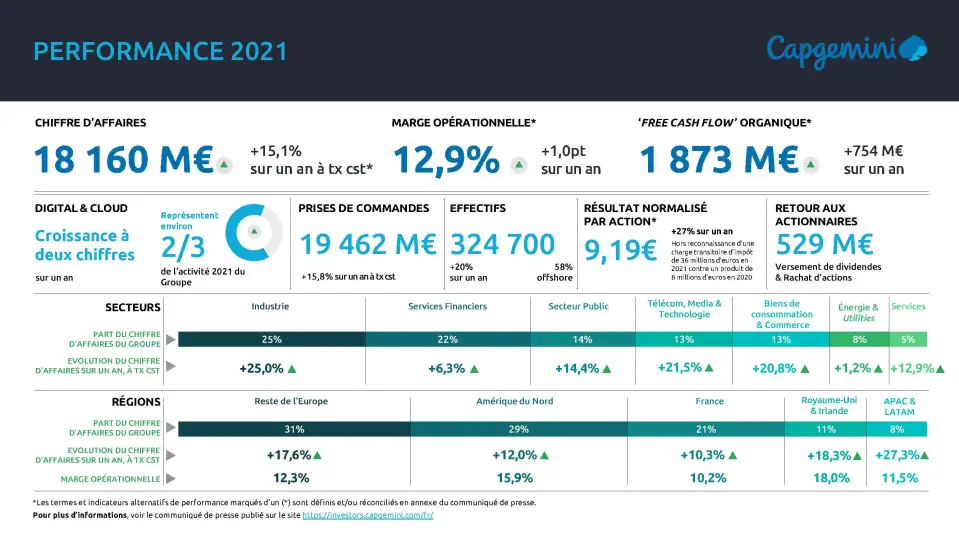 PERFORMANCE 2021
Capgemini
CHIFFRE D'AFFAIRES
18 160 M€
+15,1%
sur un an à tx cst*
MARGE OPÉRATIONNELLE*
12,9%
+1,0pt
sur un an
'FREE CASH FLOW' ORGANIQUE*
1 873 M€
+754 M€
sur un an
DIGITAL & CLOUD
Croissance à
deux chiffres
sur un an
Représentent
environ
2/3
de l'activité 2021 du
Groupe
PRISES DE COMMANDES
19 462 M€
+15,8% sur un an à tx cst
EFFECTIFS
324 700
+20%
sur un an
58%
offshore
RÉSULTAT NORMALISÉ
PAR ACTION*
9,19€
+27% sur un an
Hors reconnaissance d'une
charge transitoire d'impôt
de 36 millions d'euros en
2021 contre un produit de
8 millions d'euros en 2020
RETOUR AUX
ACTIONNAIRES
529 M€
Versement de dividendes
& Rachat d'actions
SECTEURS
Industrie
Services Financiers
Secteur Public
Télécom, Media &
Technologie
Biens de
consommation
& Commerce
Énergie &
Utilities
Services
PART DU CHIFFRE
D'AFFAIRES DU GROUPE
25%
22%
14%
13%
13%
8%
5%
EVOLUTION DU CHIFFRE
D'AFFAIRES SUR UN AN, À TX CST
+25,0%
+6,3%
+14,4%
+21,5%
+20,8%
+1,2%
+12,9%
RÉGIONS
Reste de l'Europe
Amérique du Nord
France
Royaume-Uni
& Irlande
APAC &
LATAM
PART DU CHIFFRE
D'AFFAIRES DU GROUPE
31%
29%
21%
11%
8%
EVOLUTION DU CHIFFRE
D'AFFAIRES SUR UN AN, À TX CST
+17,6%
+12,0%
+10,3%
+18,3%
+27,3%
MARGE OPÉRATIONNELLE
12,3%
15,9%
10,2%
18,0%
11,5%
*Les termes et indicateurs alternatifs de performance marqués d'un (*) sont définis et/ou réconciliés en annexe du communiqué de presse.
Pour plus d'informations, voir le communiqué de presse publié sur le site https://investors.capgemini.com/fr/